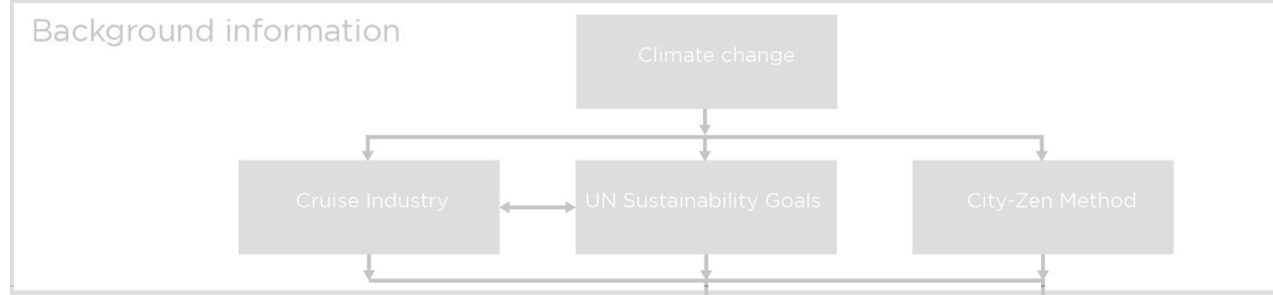 Background information
Climate change
Cruise Industry
UN Sustainability Goals
City-Zen Method